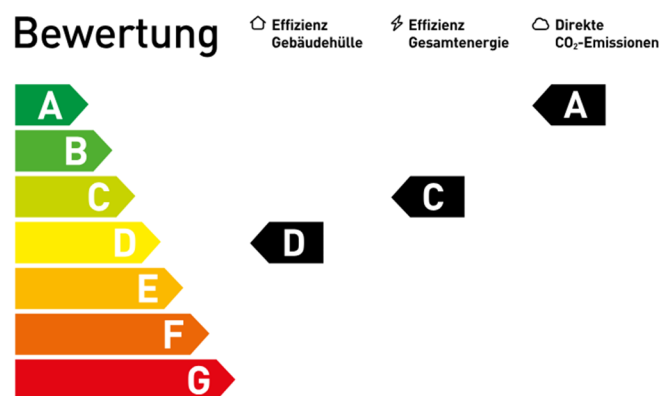 Bewertung
Effizienz
Gebäudehülle
Effizienz
Gesamtenergie
Direkte
CO₂-Emissionen
A A
B
C C
D D
E
F
G